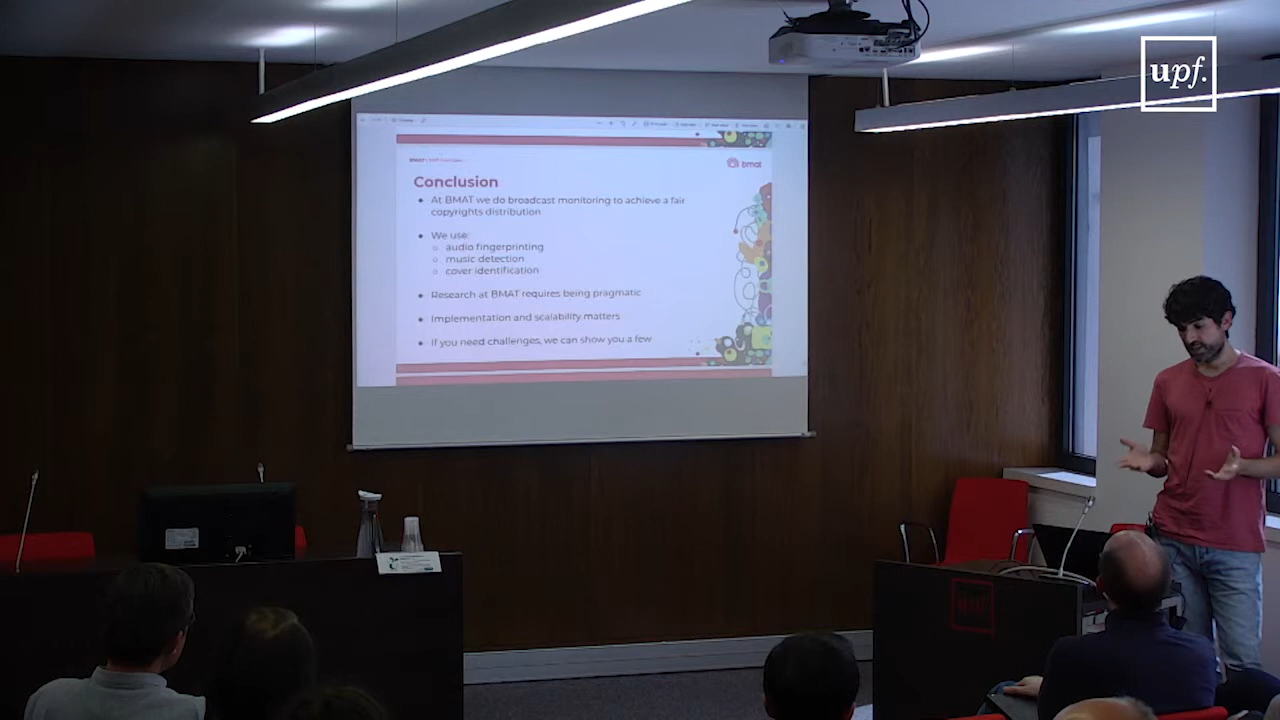 upf.
bmat
Conclusion
At BMAT we do broadcast monitoring to achieve a fair
copyrights distribution
We use:
audio fingerprinting
music detection
cover identification
Research at BMAT requires being pragmatic
Implementation and scalability matters
If you need challenges, we can show you a few
upf